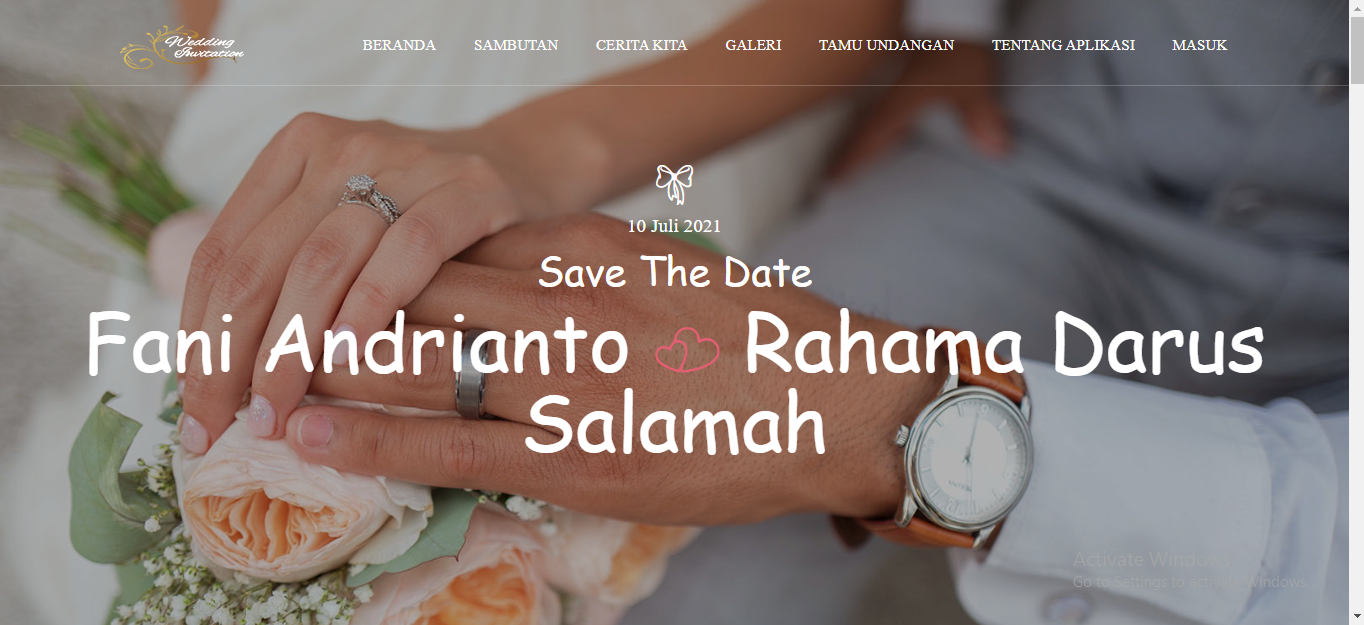 Wedding
Invitation
BERANDA SAMBUTAN CERITA KITA GALERI TAMU UNDANGAN TENTANG APLIKASI MASUK
10 Juli 2021
Save The Date
Fani Andrianto Rahama Darus
Salamah
Activate Windows
Go to Settings to activate Windows.